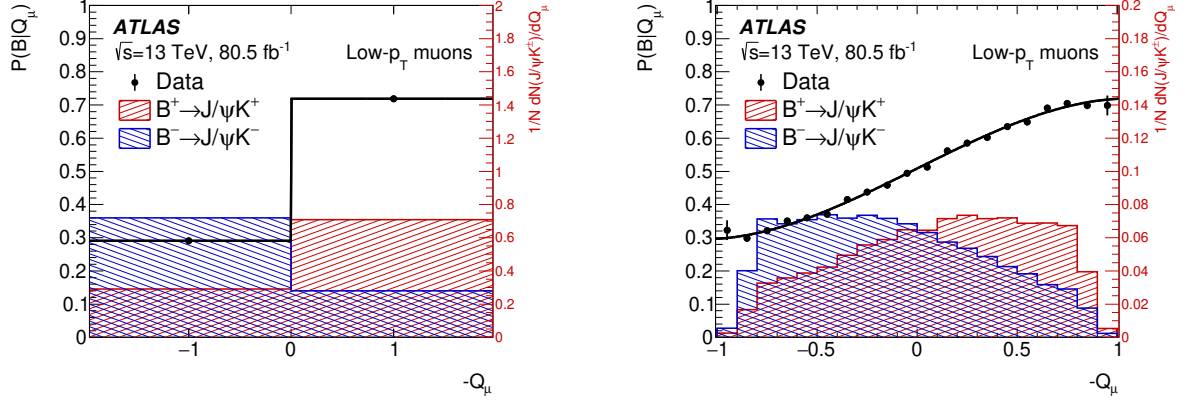 ATLAS
√s=13 TeV, 80.5 fb⁻¹
Low-p_T muons
Data
B⁺→J/ψK⁺
B⁻→J/ψK⁻
P(B|Q_μ)
1
0.9
0.8
0.7
0.6
0.5
0.4
0.3
0.2
0.1
0
−1 0 1
-Q_μ
2
1.8
1.6
1.4
1.2
1
0.8
0.6
0.4
0.2
0
1/N dN(J/ψK^±)/dQ_μ
ATLAS
√s=13 TeV, 80.5 fb⁻¹
Low-p_T muons
Data
B⁺→J/ψK⁺
B⁻→J/ψK⁻
P(B|Q_μ)
1
0.9
0.8
0.7
0.6
0.5
0.4
0.3
0.2
0.1
0
−1 −0.5 0 0.5 1
-Q_μ
0.2
0.18
0.16
0.14
0.12
0.1
0.08
0.06
0.04
0.02
0
1/N dN(J/ψK^±)/dQ_μ